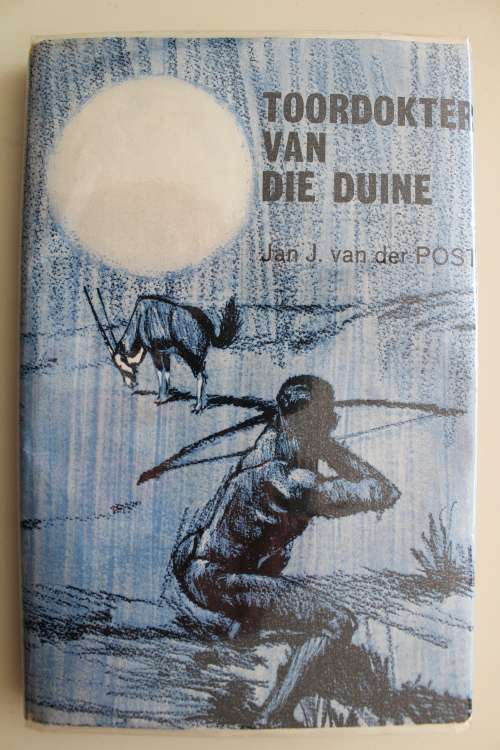 TOORDOKTER
VAN
DIE DUINE
Jan J. van der POST